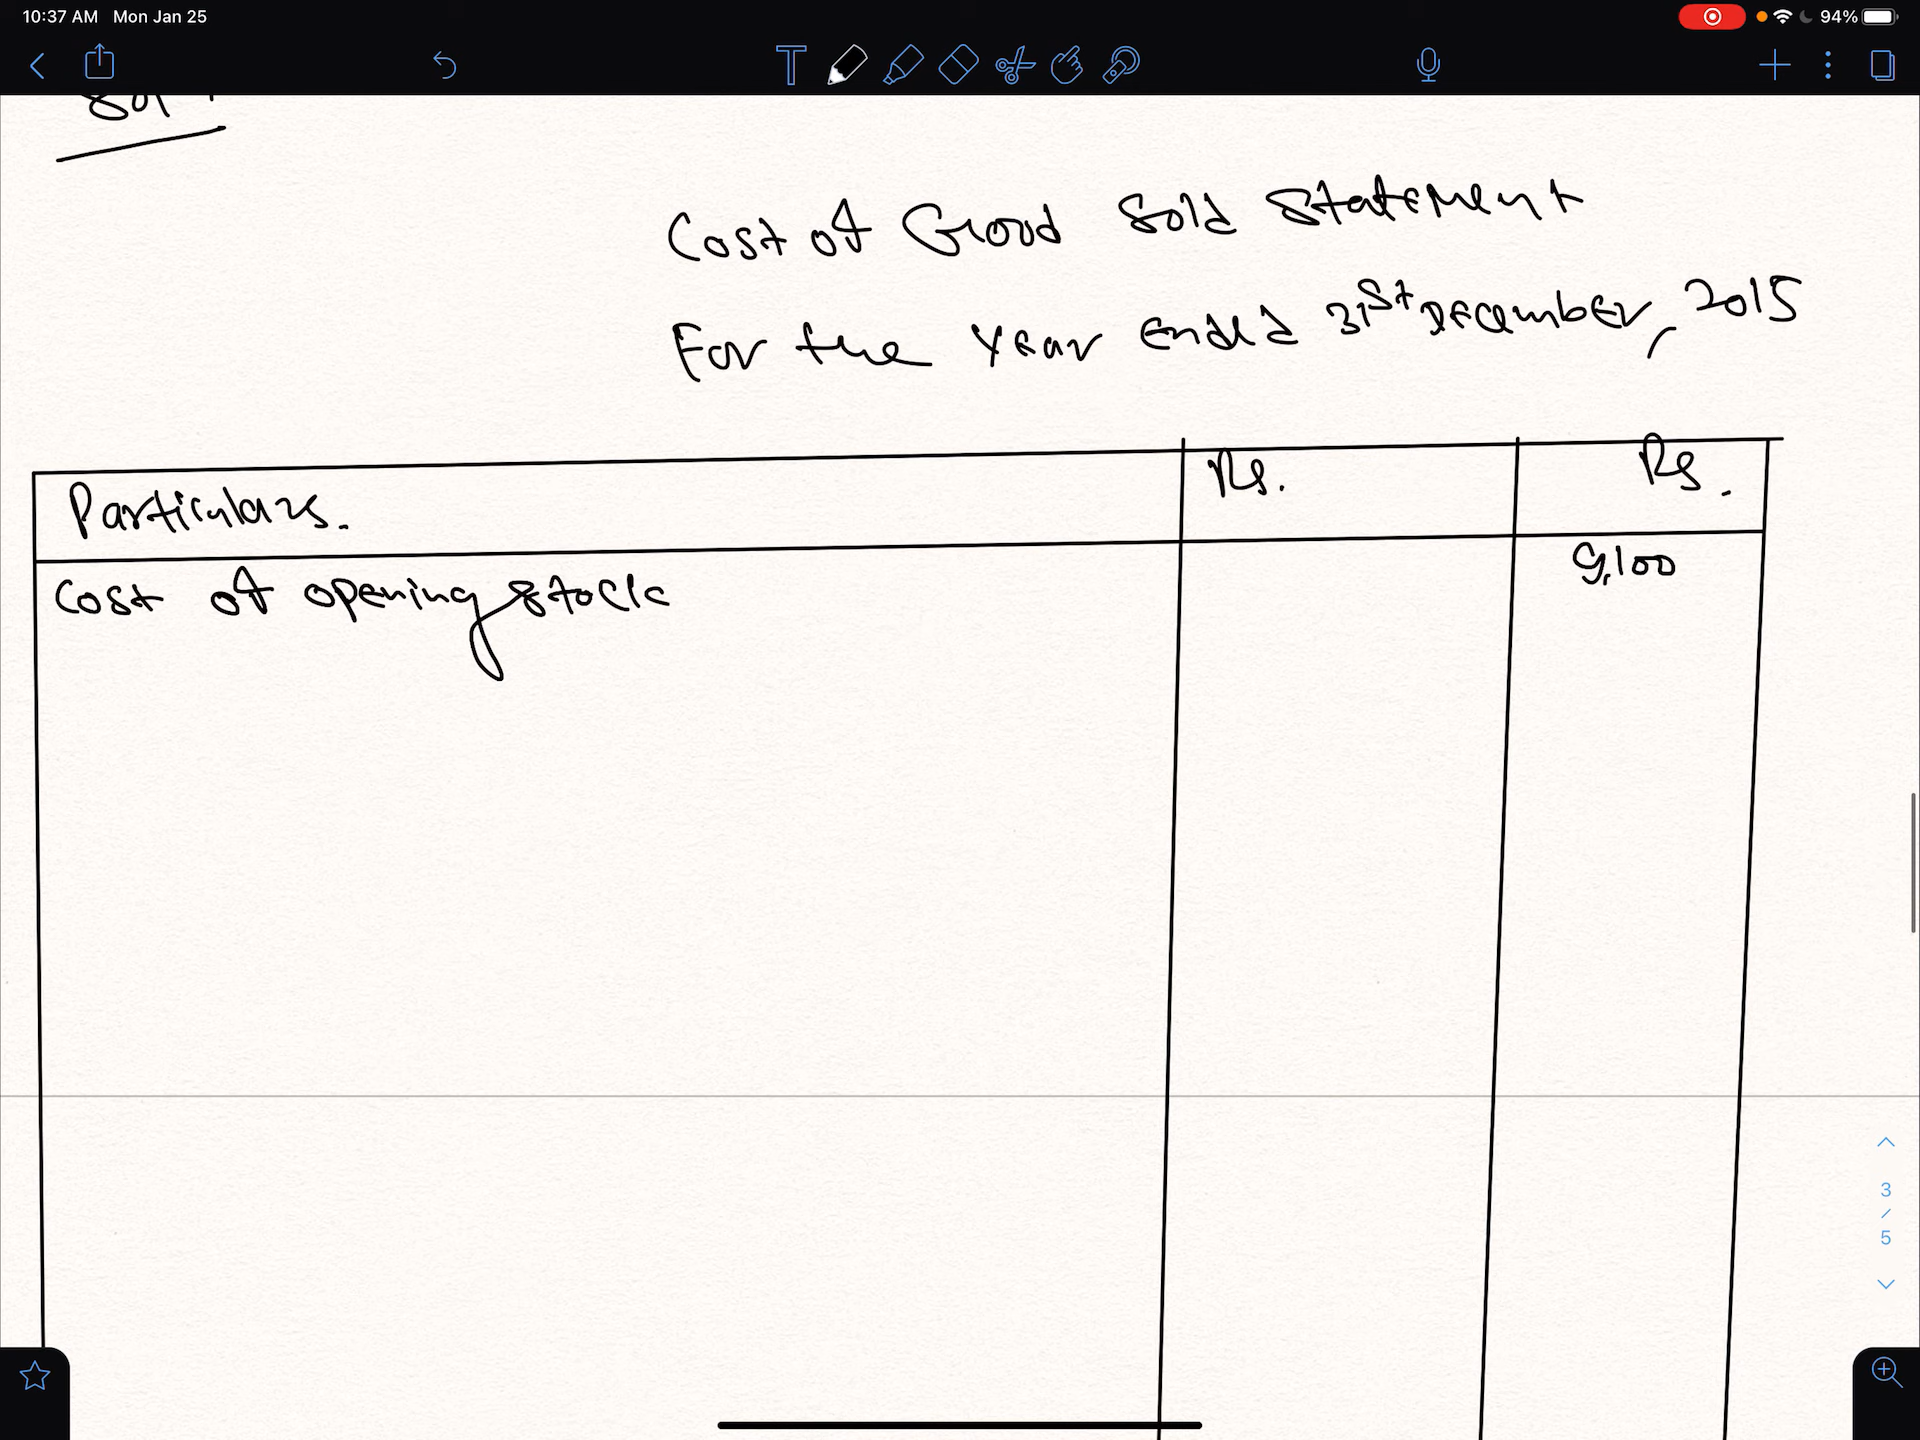 10:37 AM Mon Jan 25
94%
T
Sol
Cost of Good Sold Statement
For the Year Ended 31st December, 2015
Particulars. Rs. Rs.
Cost of opening stock 9,100
3
/
5